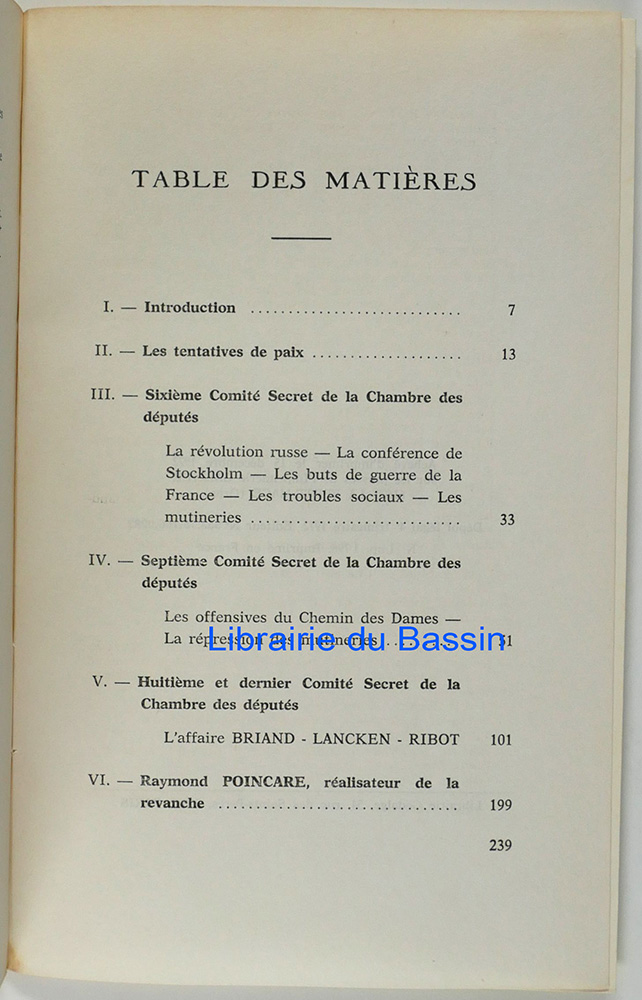 TABLE DES MATIÈRES
I. — Introduction ............................ 7
II. — Les tentatives de paix .................... 13
III. — Sixième Comité Secret de la Chambre des
députés
La révolution russe — La conférence de
Stockholm — Les buts de guerre de la
France — Les troubles sociaux — Les
mutineries ............................ 33
IV. — Septième Comité Secret de la Chambre des
députés
Les offensives du Chemin des Dames —
La répression des mutineries ..........
Librairie du Bassin
V. — Huitième et dernier Comité Secret de la
Chambre des députés
L'affaire BRIAND - LANCKEN - RIBOT 101
VI. — Raymond POINCARE, réalisateur de la
revanche ................................ 199
239